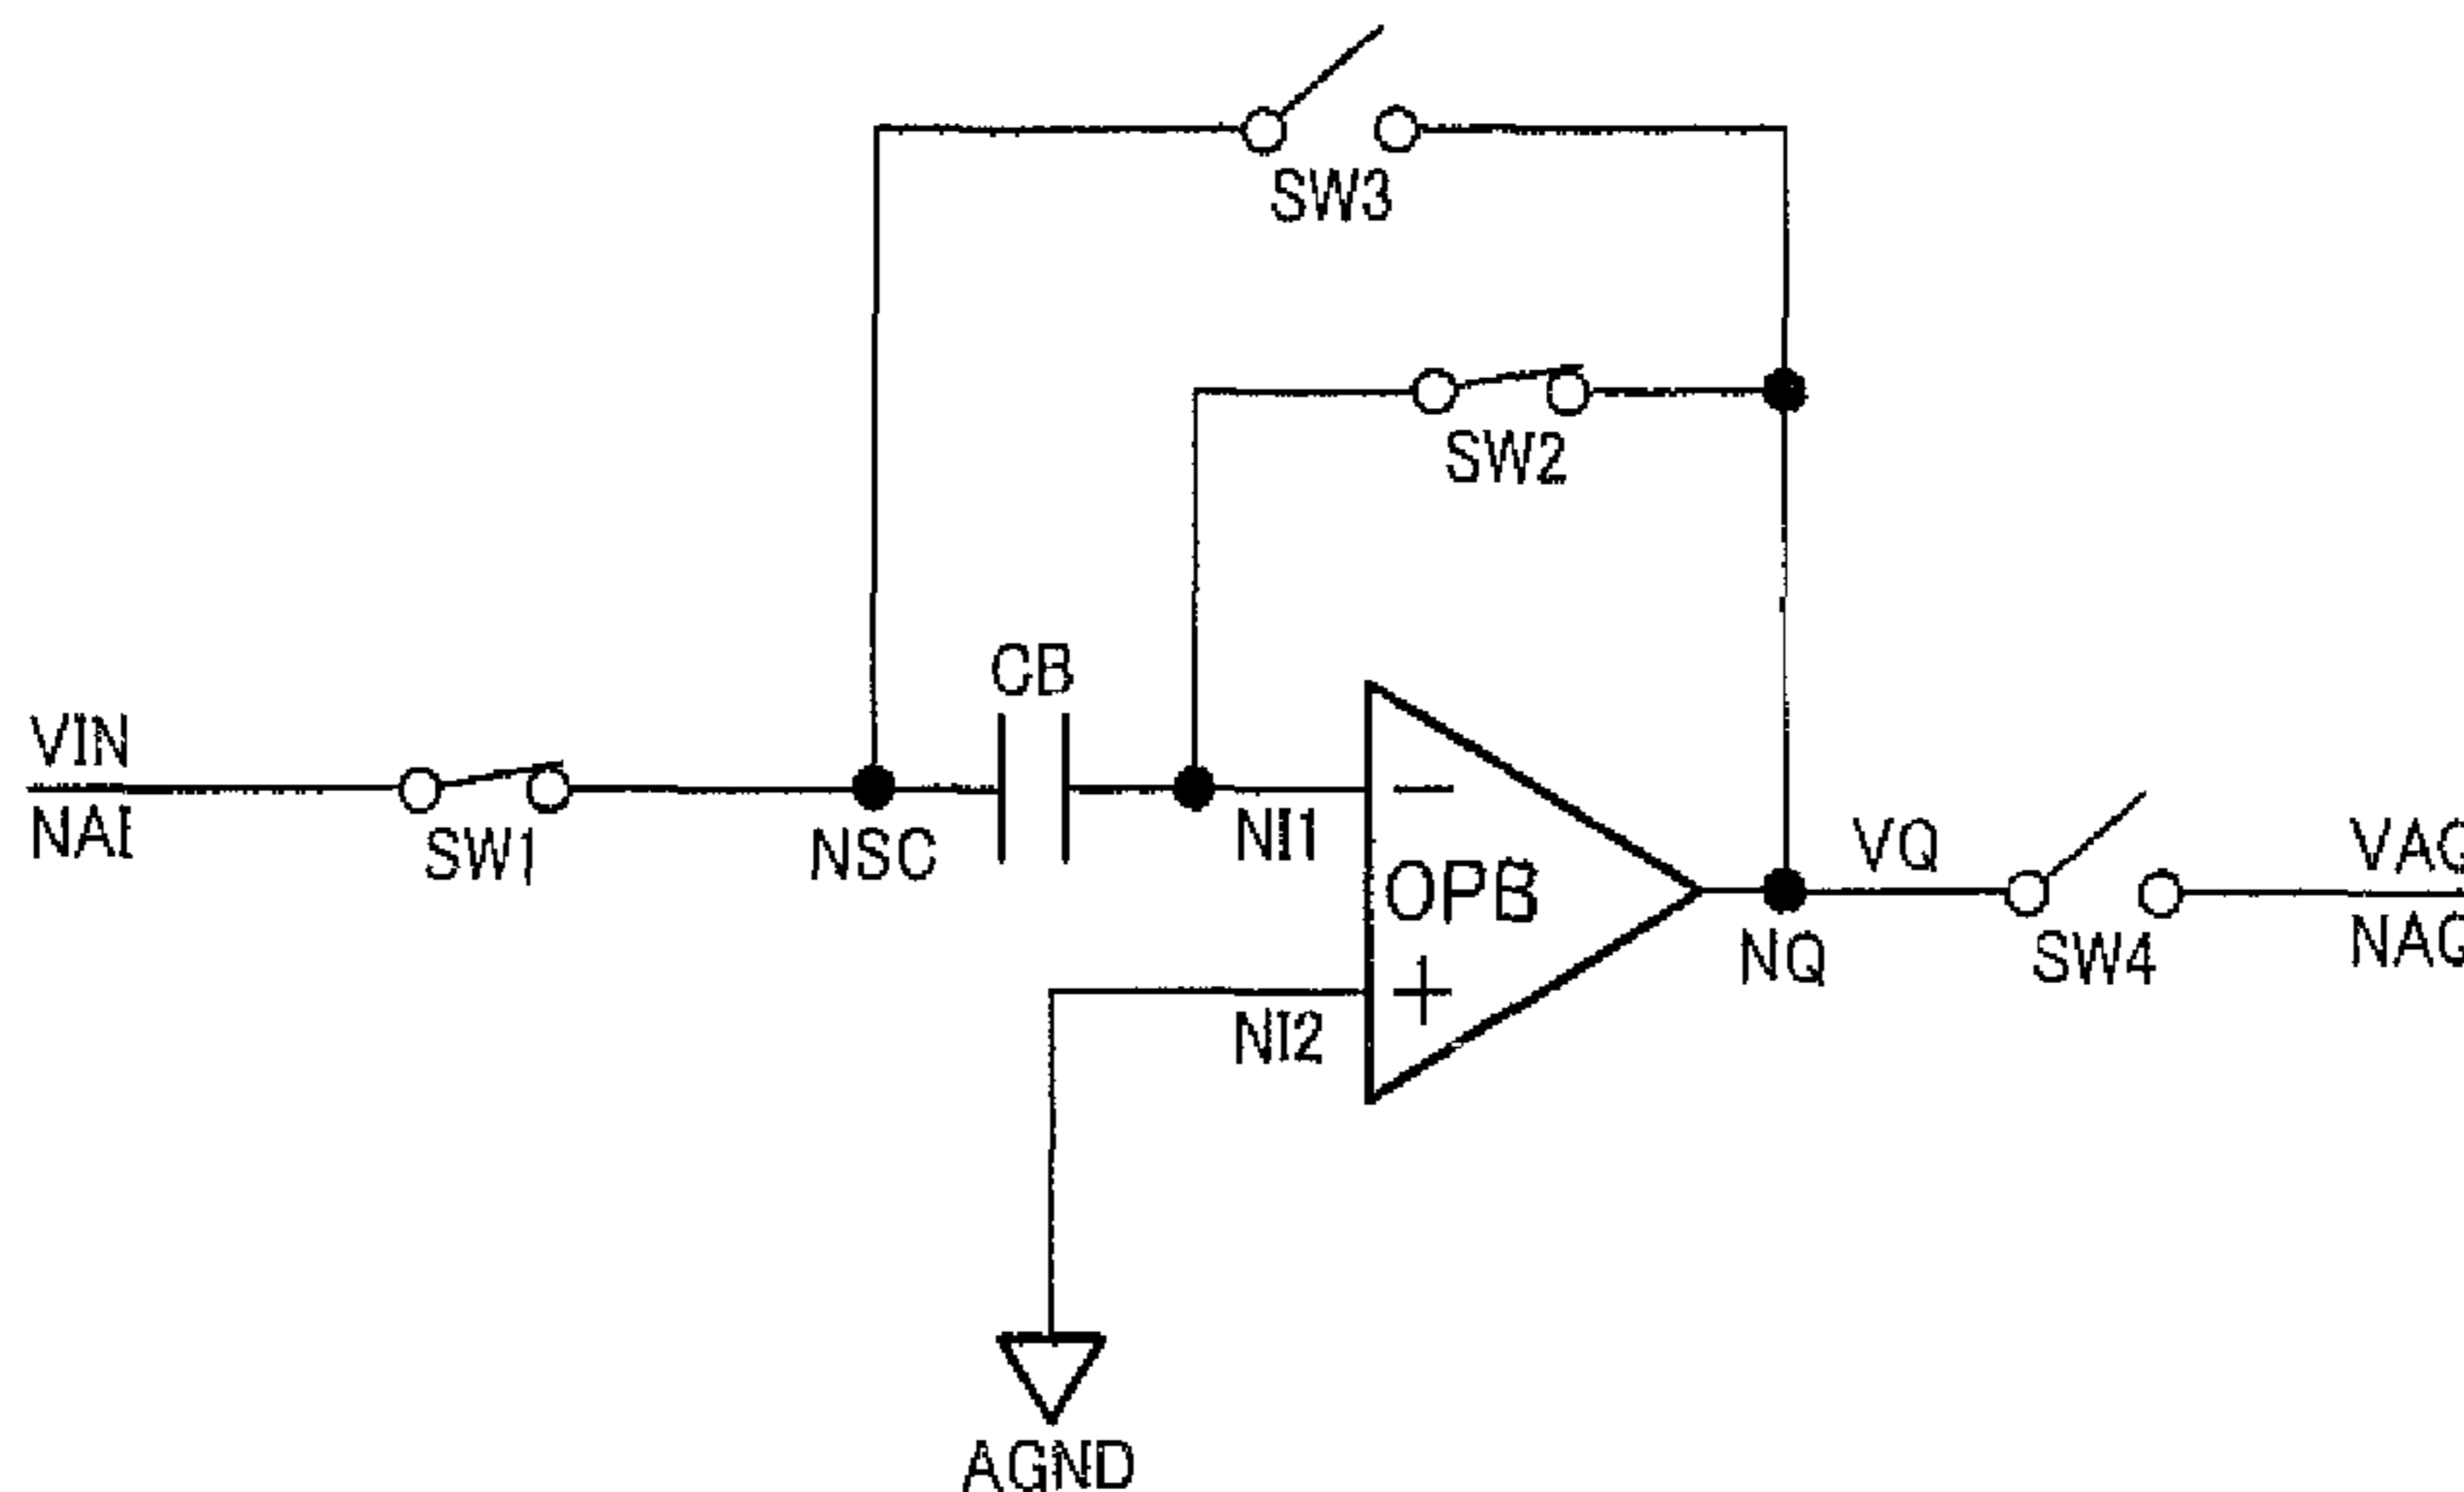 SW3
SW2
CB
VIN
NAI
SW1
NSC
NI1
−
OPB
+
NI2
NQ
VQ
SW4
AGND